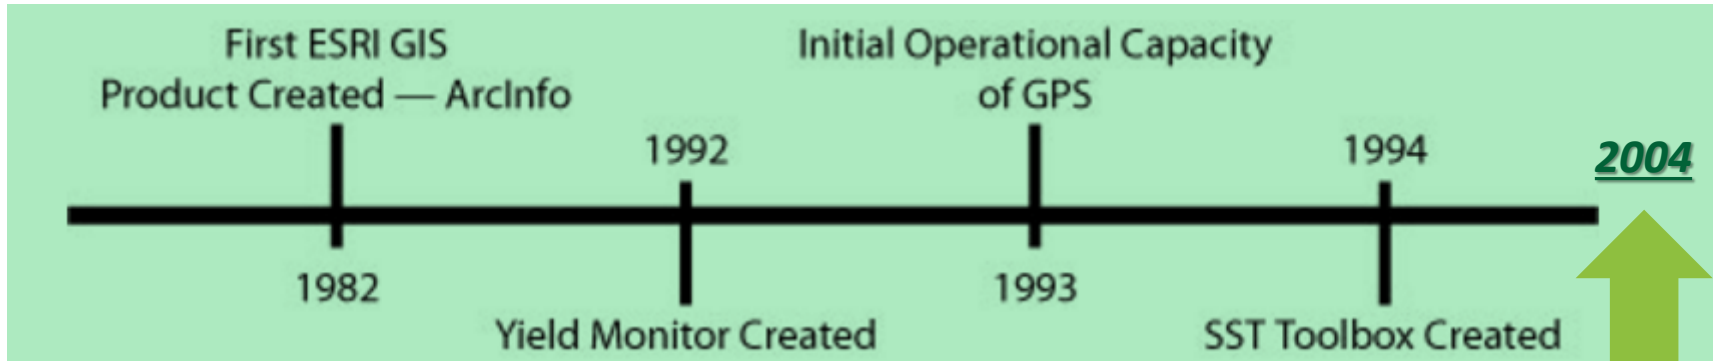 First ESRI GIS
Product Created — ArcInfo
1982
1992
Yield Monitor Created
Initial Operational Capacity
of GPS
1993
1994
SST Toolbox Created
2004